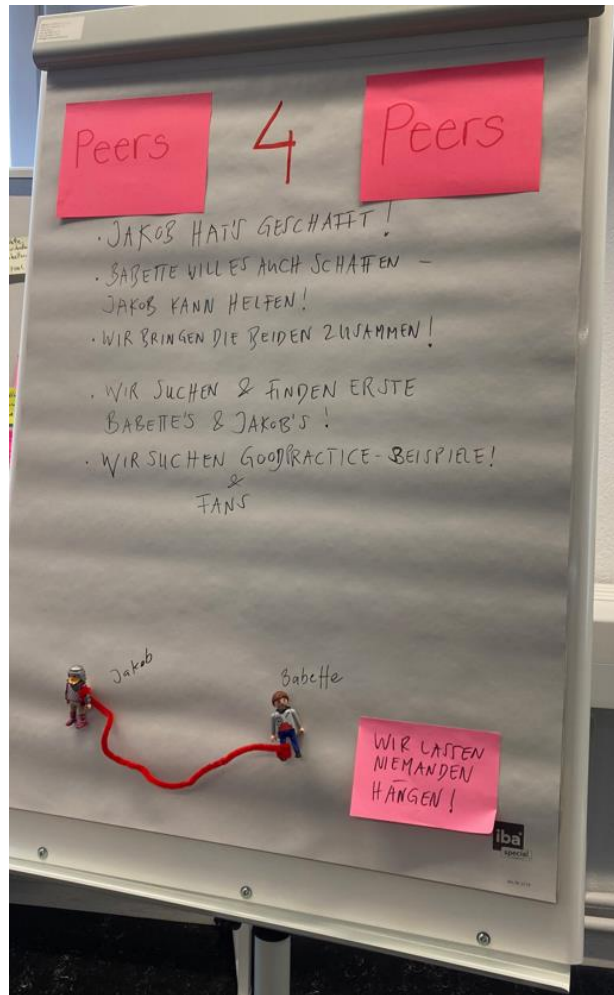 Peers 4 Peers
· JAKOB HAT'S GESCHAFFT!
· BABETTE WILL ES AUCH SCHAFFEN –
JAKOB KANN HELFEN!
· WIR BRINGEN DIE BEIDEN ZUSAMMEN!
· WIR SUCHEN & FINDEN ERSTE
BABETTE'S & JAKOB'S!
· WIR SUCHEN GOODPRACTICE-BEISPIELE!
&
FANS
Jakob
Babette
WIR LASSEN
NIEMANDEN
HÄNGEN!
iba
special